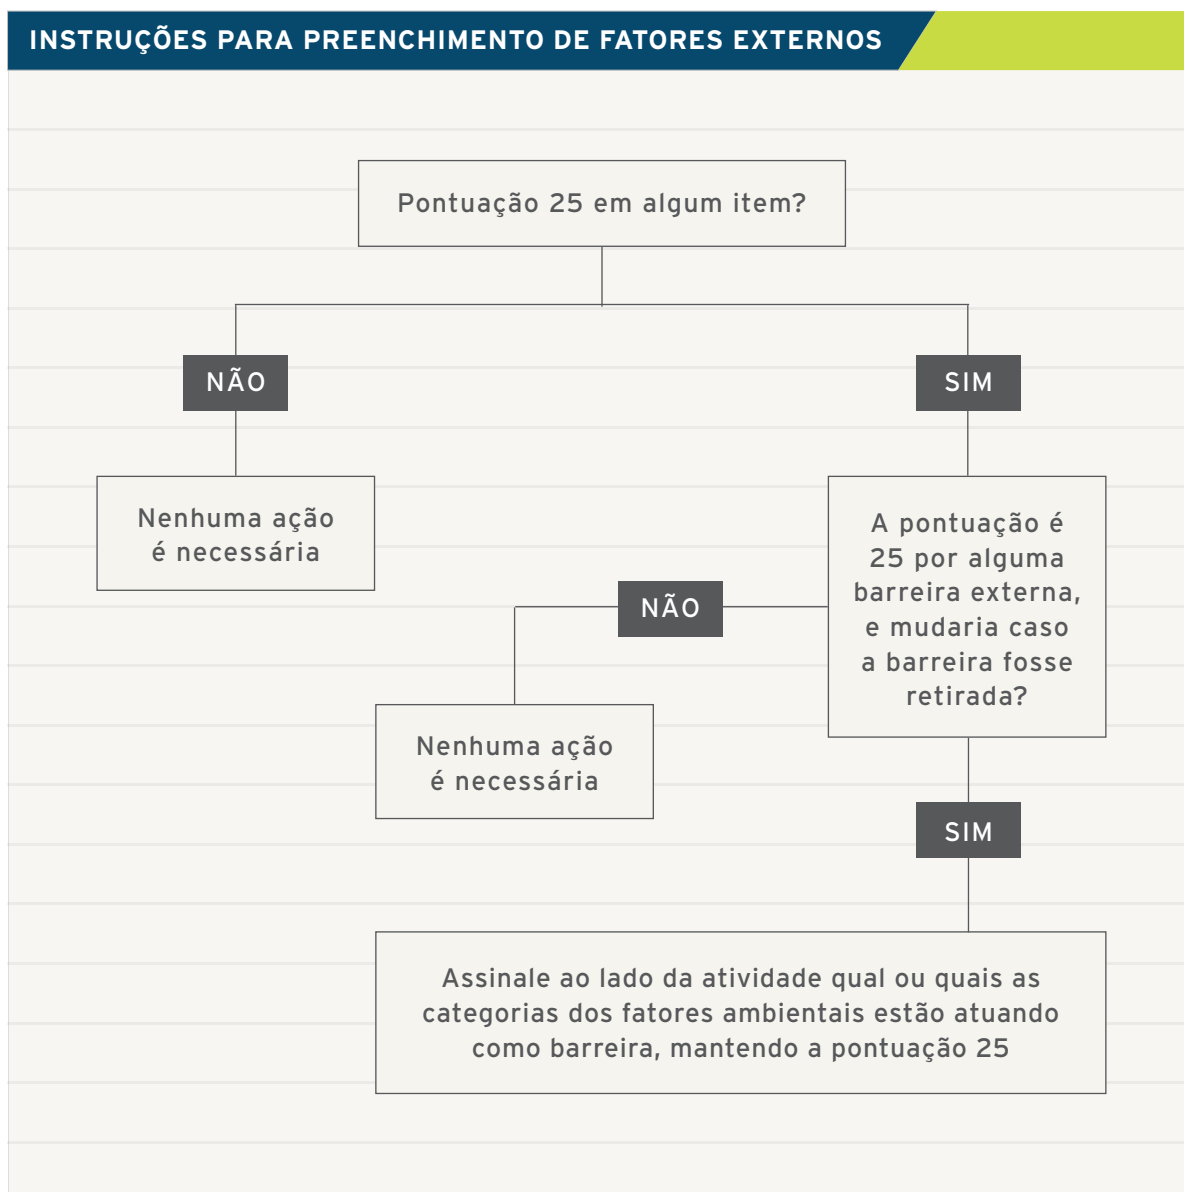 INSTRUÇÕES PARA PREENCHIMENTO DE FATORES EXTERNOS
Pontuação 25 em algum item?
NÃO
SIM
Nenhuma ação
é necessária
A pontuação é
25 por alguma
barreira externa,
e mudaria caso
a barreira fosse
retirada?
NÃO
Nenhuma ação
é necessária
SIM
Assinale ao lado da atividade qual ou quais as
categorias dos fatores ambientais estão atuando
como barreira, mantendo a pontuação 25